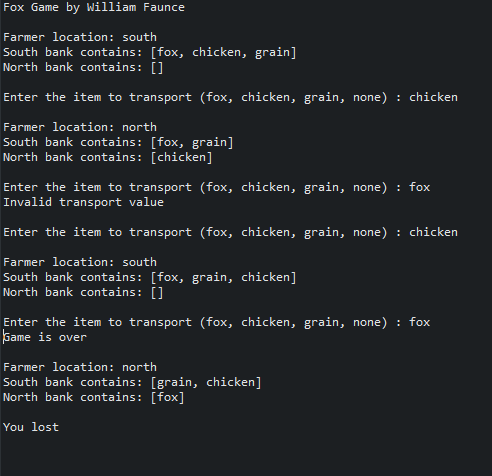 Fox Game by William Faunce
Farmer location: south
South bank contains: [fox, chicken, grain]
North bank contains: []
Enter the item to transport (fox, chicken, grain, none) : chicken
Farmer location: north
South bank contains: [fox, grain]
North bank contains: [chicken]
Enter the item to transport (fox, chicken, grain, none) : fox
Invalid transport value
Enter the item to transport (fox, chicken, grain, none) : chicken
Farmer location: south
South bank contains: [fox, grain, chicken]
North bank contains: []
Enter the item to transport (fox, chicken, grain, none) : fox
Game is over
Farmer location: north
South bank contains: [grain, chicken]
North bank contains: [fox]
You lost